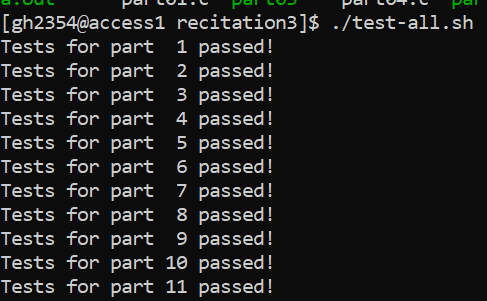 a.out part01.c part03 part04.c par
[gh2354@access1 recitation3]$ ./test-all.sh
Tests for part  1 passed!
Tests for part  2 passed!
Tests for part  3 passed!
Tests for part  4 passed!
Tests for part  5 passed!
Tests for part  6 passed!
Tests for part  7 passed!
Tests for part  8 passed!
Tests for part  9 passed!
Tests for part 10 passed!
Tests for part 11 passed!